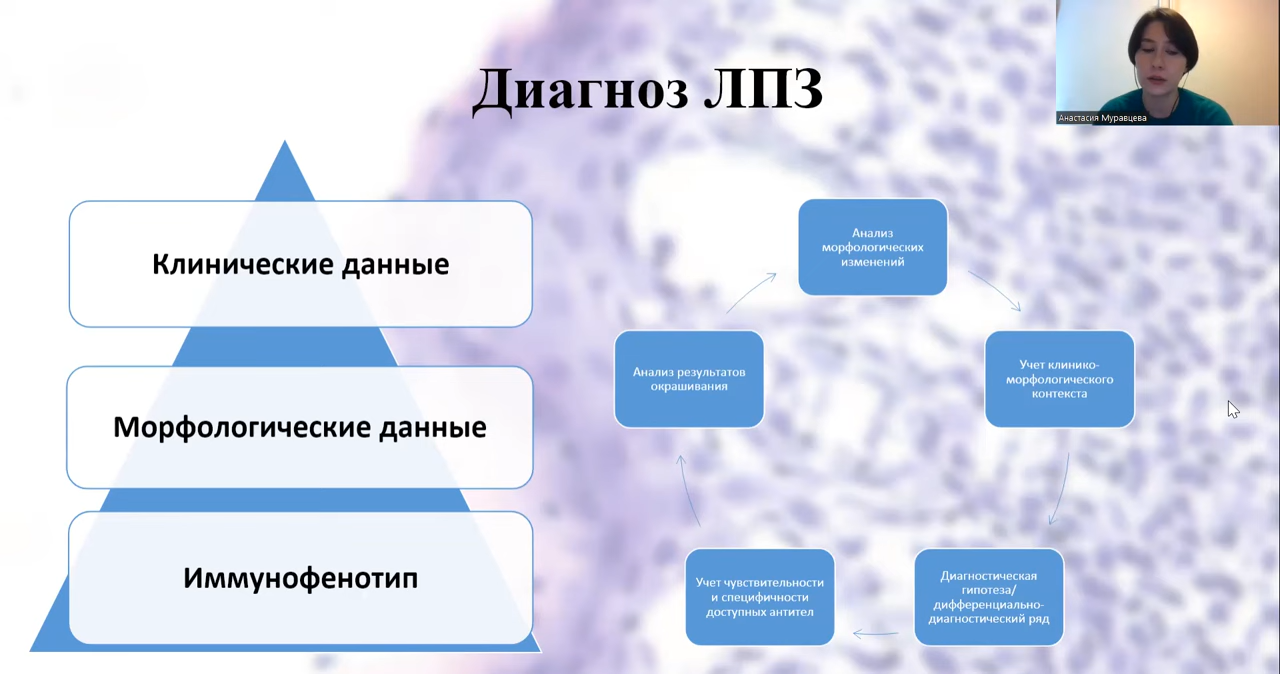 Диагноз ЛПЗ
Анастасия Муравцева
Клинические данные
Морфологические данные
Иммунофенотип
Анализ
морфологических
изменений
Учет клинико-
морфологического
контекста
Диагностическая
гипотеза/
дифференциально-
диагностический ряд
Учет чувствительности
и специфичности
доступных антител
Анализ результатов
окрашивания